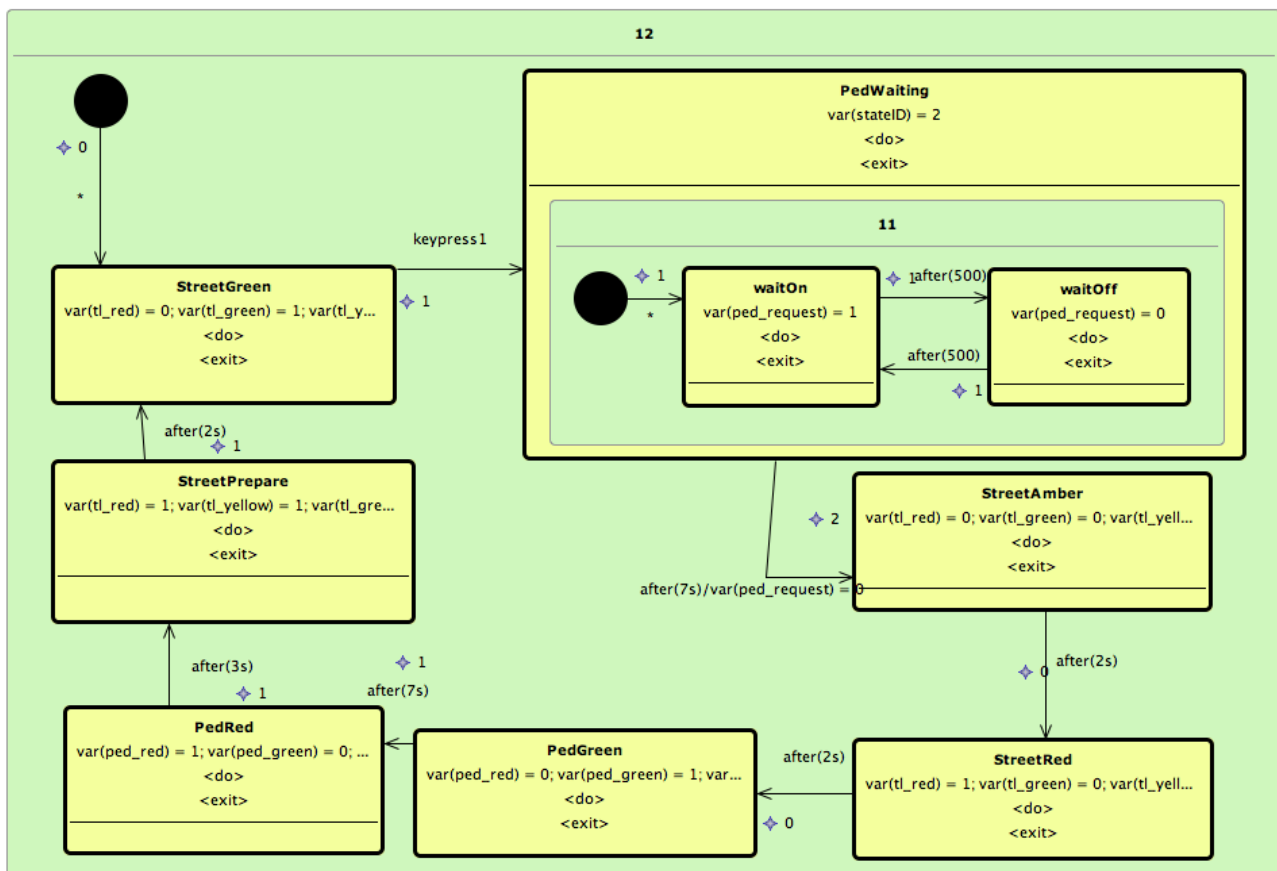 12
0
*
StreetGreen
var(tl_red) = 0; var(tl_green) = 1; var(tl_y...
<do>
<exit>
keypress1
1
PedWaiting
var(stateID) = 2
<do>
<exit>
11
1
*
waitOn
var(ped_request) = 1
<do>
<exit>
1
after(500)
waitOff
var(ped_request) = 0
<do>
<exit>
after(500)
1
after(2s)
1
StreetPrepare
var(tl_red) = 1; var(tl_yellow) = 1; var(tl_gre...
<do>
<exit>
2
after(7s)/var(ped_request) = 0
StreetAmber
var(tl_red) = 0; var(tl_green) = 0; var(tl_yell...
<do>
<exit>
after(2s)
0
after(3s)
1
1
after(7s)
PedRed
var(ped_red) = 1; var(ped_green) = 0; ...
<do>
<exit>
PedGreen
var(ped_red) = 0; var(ped_green) = 1; var...
<do>
<exit>
after(2s)
0
StreetRed
var(tl_red) = 1; var(tl_green) = 0; var(tl_yell...
<do>
<exit>